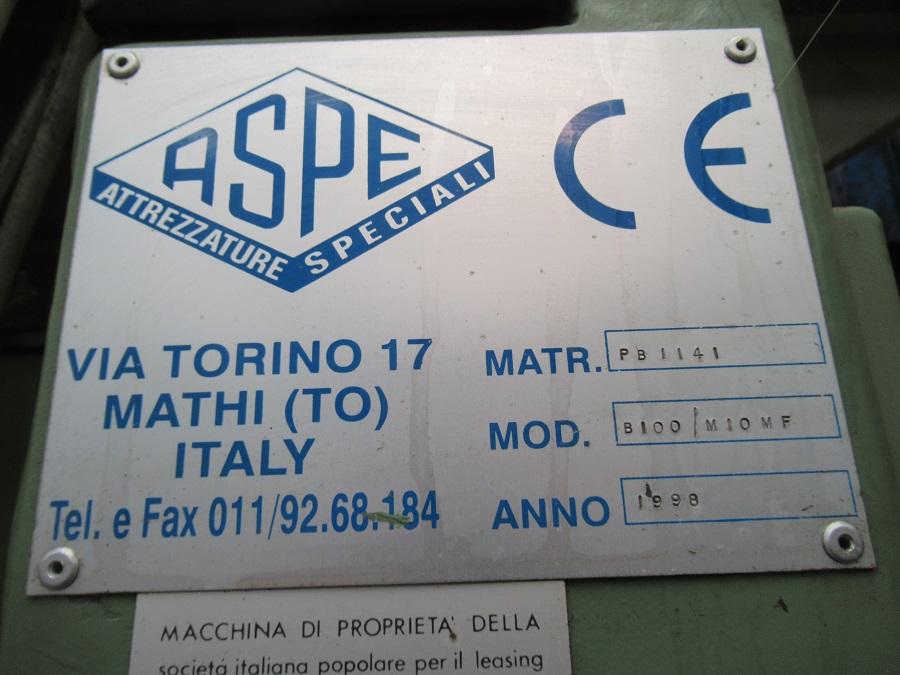 ASPE
ATTREZZATURE SPECIALI
CE
VIA TORINO 17
MATHI (TO)
ITALY
Tel. e Fax 011/92.68.184
MATR. PB1141
MOD. B100/M10MF
ANNO 1998
MACCHINA DI PROPRIETA' DELLA
societá italiana popolare per il leasing